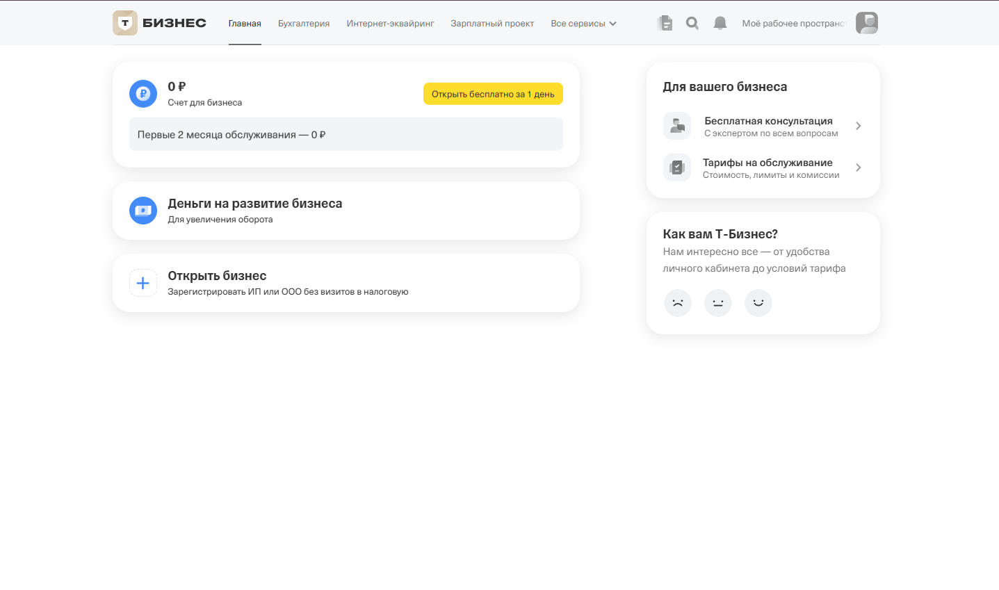 Т БИЗНЕС
Главная
Бухгалтерия
Интернет-эквайринг
Зарплатный проект
Все сервисы
Моё рабочее пространст
0 ₽
Счет для бизнеса
Открыть бесплатно за 1 день
Первые 2 месяца обслуживания — 0 ₽
Деньги на развитие бизнеса
Для увеличения оборота
Открыть бизнес
Зарегистрировать ИП или ООО без визитов в налоговую
Для вашего бизнеса
Бесплатная консультация
С экспертом по всем вопросам
Тарифы на обслуживание
Стоимость, лимиты и комиссии
Как вам Т-Бизнес?
Нам интересно все — от удобства
личного кабинета до условий тарифа